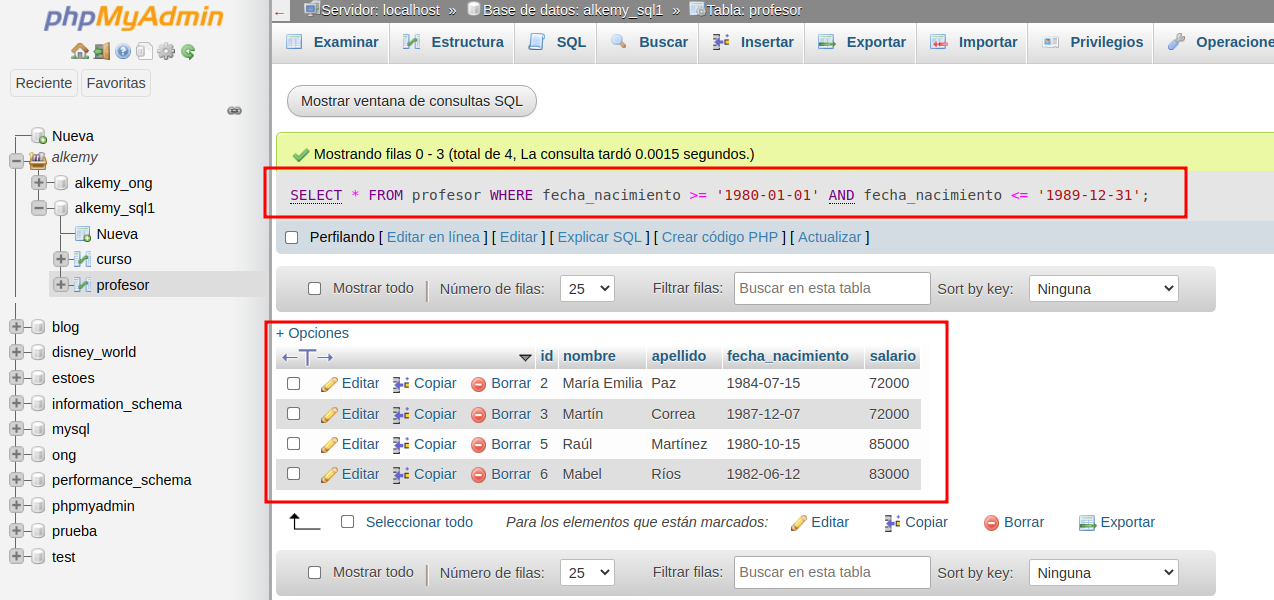 phpMyAdmin
Reciente Favoritas
Nueva
alkemy
alkemy_ong
alkemy_sql1
Nueva
curso
profesor
blog
disney_world
estoes
information_schema
mysql
ong
performance_schema
phpmyadmin
prueba
test
← Servidor: localhost » Base de datos: alkemy_sql1 » Tabla: profesor
Examinar Estructura SQL Buscar Insertar Exportar Importar Privilegios Operacione
Mostrar ventana de consultas SQL
Mostrando filas 0 - 3 (total de 4, La consulta tardó 0.0015 segundos.)
SELECT * FROM profesor WHERE fecha_nacimiento >= '1980-01-01' AND fecha_nacimiento <= '1989-12-31';
Perfilando [ Editar en línea ] [ Editar ] [ Explicar SQL ] [ Crear código PHP ] [ Actualizar ]
Mostrar todo | Número de filas: 25 Filtrar filas: Buscar en esta tabla Sort by key: Ninguna
+ Opciones
←T→ id nombre apellido fecha_nacimiento salario
Editar Copiar Borrar 2 María Emilia Paz 1984-07-15 72000
Editar Copiar Borrar 3 Martín Correa 1987-12-07 72000
Editar Copiar Borrar 5 Raúl Martínez 1980-10-15 85000
Editar Copiar Borrar 6 Mabel Ríos 1982-06-12 83000
Seleccionar todo Para los elementos que están marcados: Editar Copiar Borrar Exportar
Mostrar todo | Número de filas: 25 Filtrar filas: Buscar en esta tabla Sort by key: Ninguna